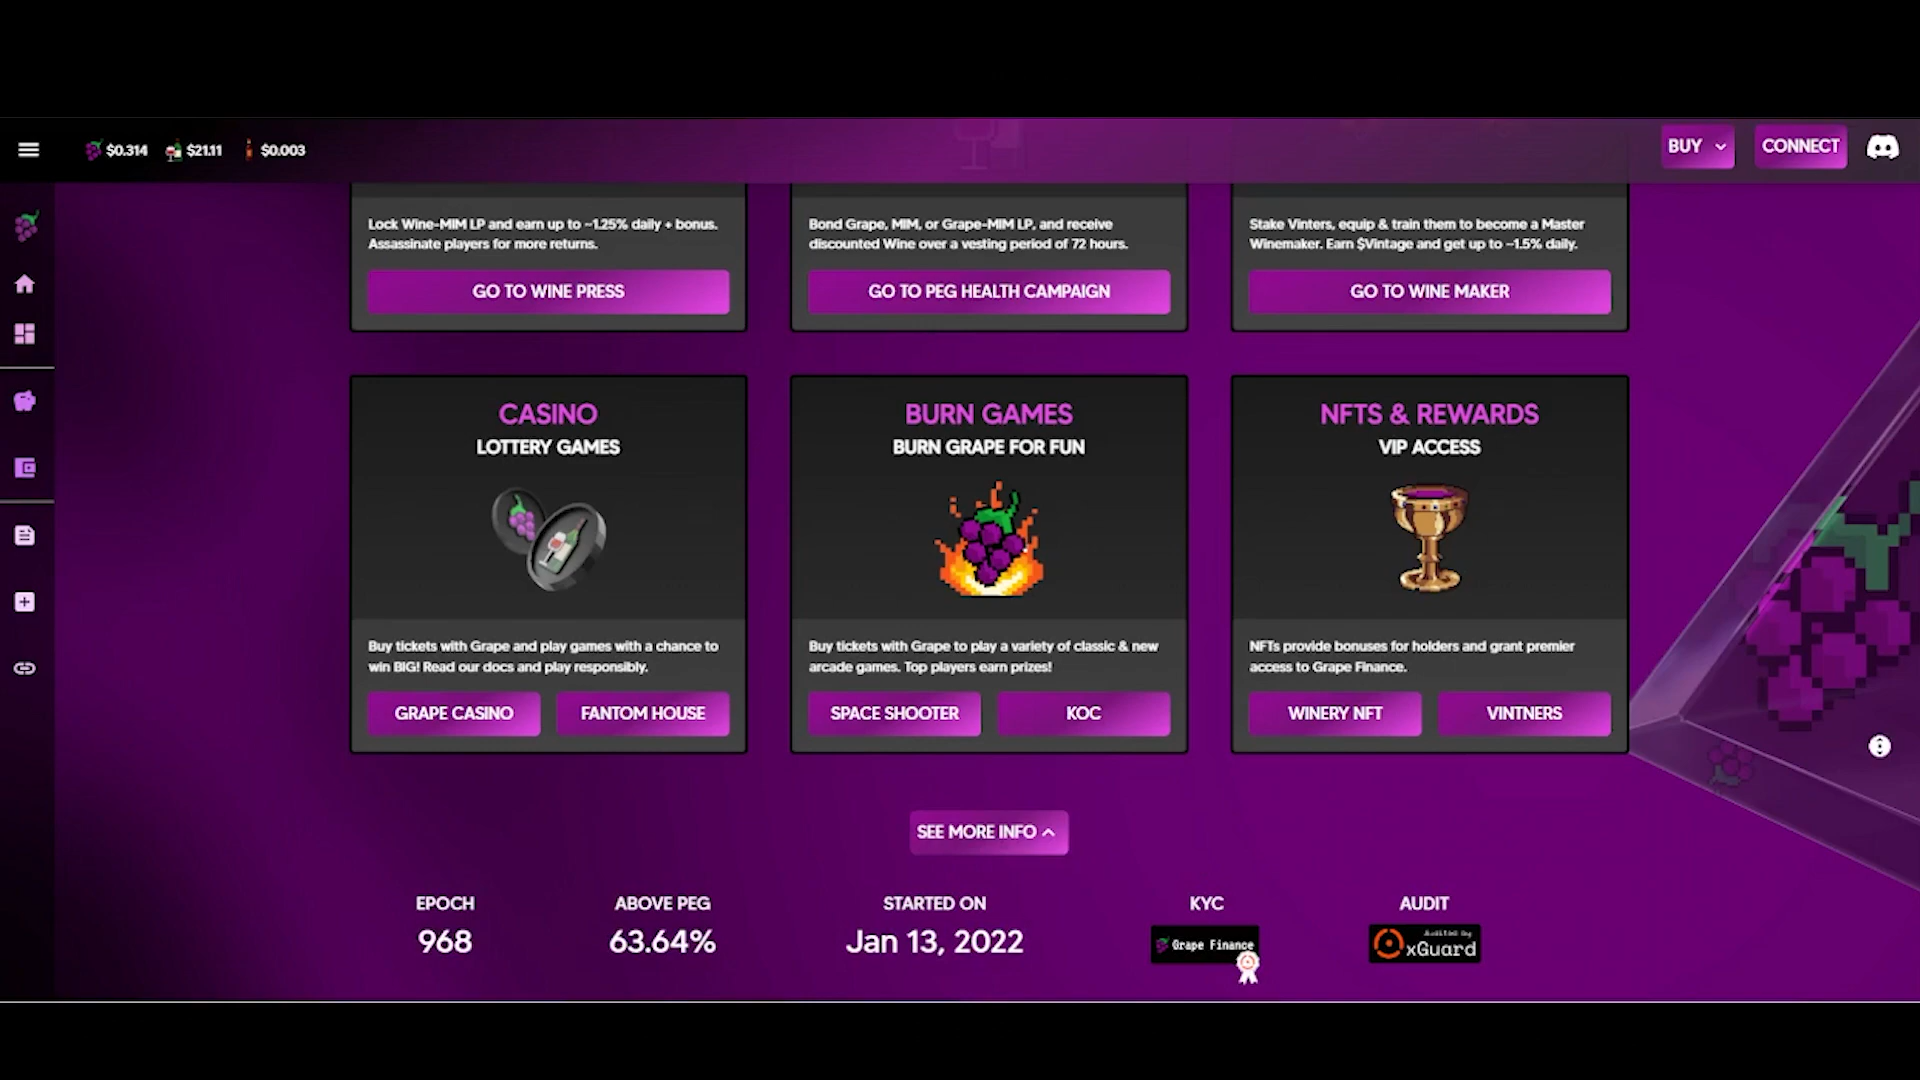 $0.314 $21.11 $0.003
BUY CONNECT
Lock Wine-MIM LP and earn up to ~1.25% daily + bonus.
Assassinate players for more returns.
GO TO WINE PRESS
Bond Grape, MIM, or Grape-MIM LP, and receive
discounted Wine over a vesting period of 72 hours.
GO TO PEG HEALTH CAMPAIGN
Stake Vinters, equip & train them to become a Master
Winemaker. Earn $Vintage and get up to ~1.5% daily.
GO TO WINE MAKER
CASINO
LOTTERY GAMES
Buy tickets with Grape and play games with a chance to
win BIG! Read our docs and play responsibly.
GRAPE CASINO FANTOM HOUSE
BURN GAMES
BURN GRAPE FOR FUN
Buy tickets with Grape to play a variety of classic & new
arcade games. Top players earn prizes!
SPACE SHOOTER KOC
NFTS & REWARDS
VIP ACCESS
NFTs provide bonuses for holders and grant premier
access to Grape Finance.
WINERY NFT VINTNERS
SEE MORE INFO
EPOCH
968
ABOVE PEG
63.64%
STARTED ON
Jan 13, 2022
KYC
Grape Finance
AUDIT
Audited by
xGuard